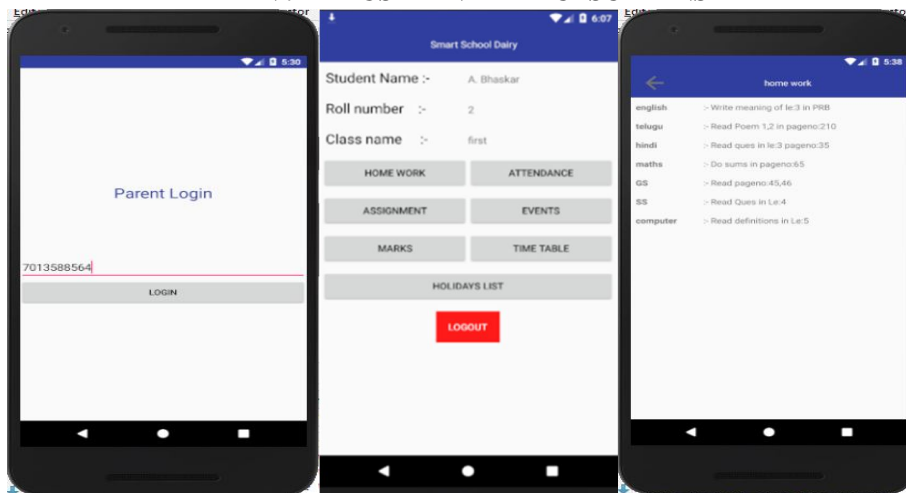 5:30
Parent Login
7013588564
LOGIN
6:07
Smart School Dairy
Student Name :- A. Bhaskar
Roll number :- 2
Class name :- first
HOME WORK ATTENDANCE
ASSIGNMENT EVENTS
MARKS TIME TABLE
HOLIDAYS LIST
LOGOUT
5:38
home work
english :- Write meaning of le:3 in PRB
telugu :- Read Poem 1,2 in pageno:210
hindi :- Read ques in le:3 pageno:35
maths :- Do sums in pageno:65
GS :- Read pageno:45,46
SS :- Read Ques in Le:4
computer :- Read definitions in Le:5